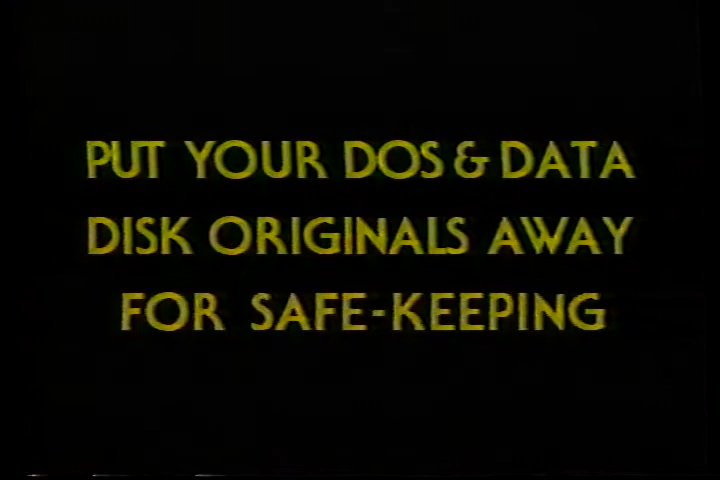 PUT YOUR DOS & DATA
DISK ORIGINALS AWAY
FOR SAFE-KEEPING